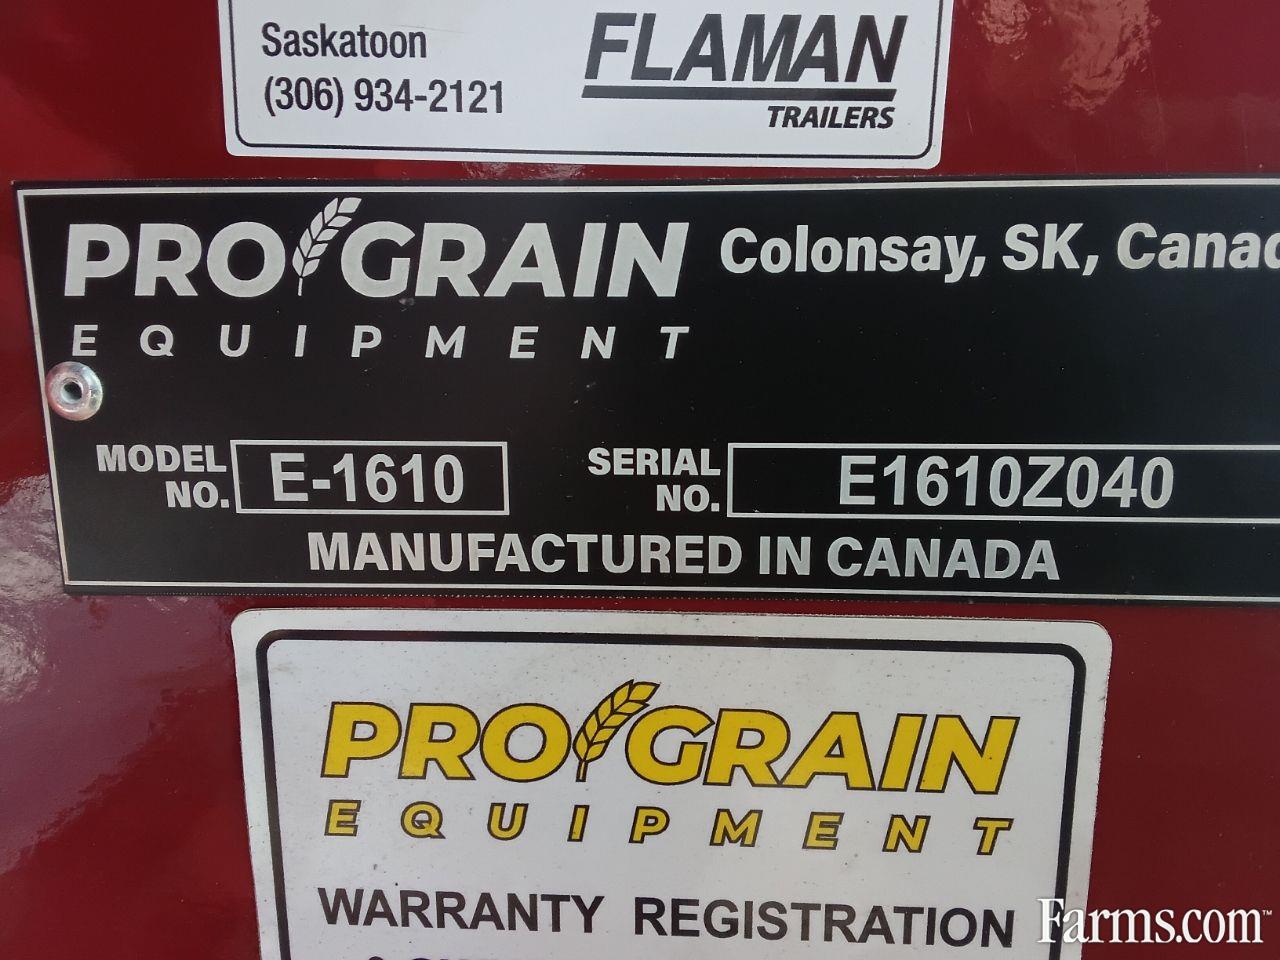 Saskatoon
(306) 934-2121
FLAMAN
TRAILERS
PRO GRAIN
EQUIPMENT
Colonsay, SK, Canad
MODEL NO. E-1610
SERIAL NO. E1610Z040
MANUFACTURED IN CANADA
PRO GRAIN
EQUIPMENT
WARRANTY REGISTRATION
Farms.com™